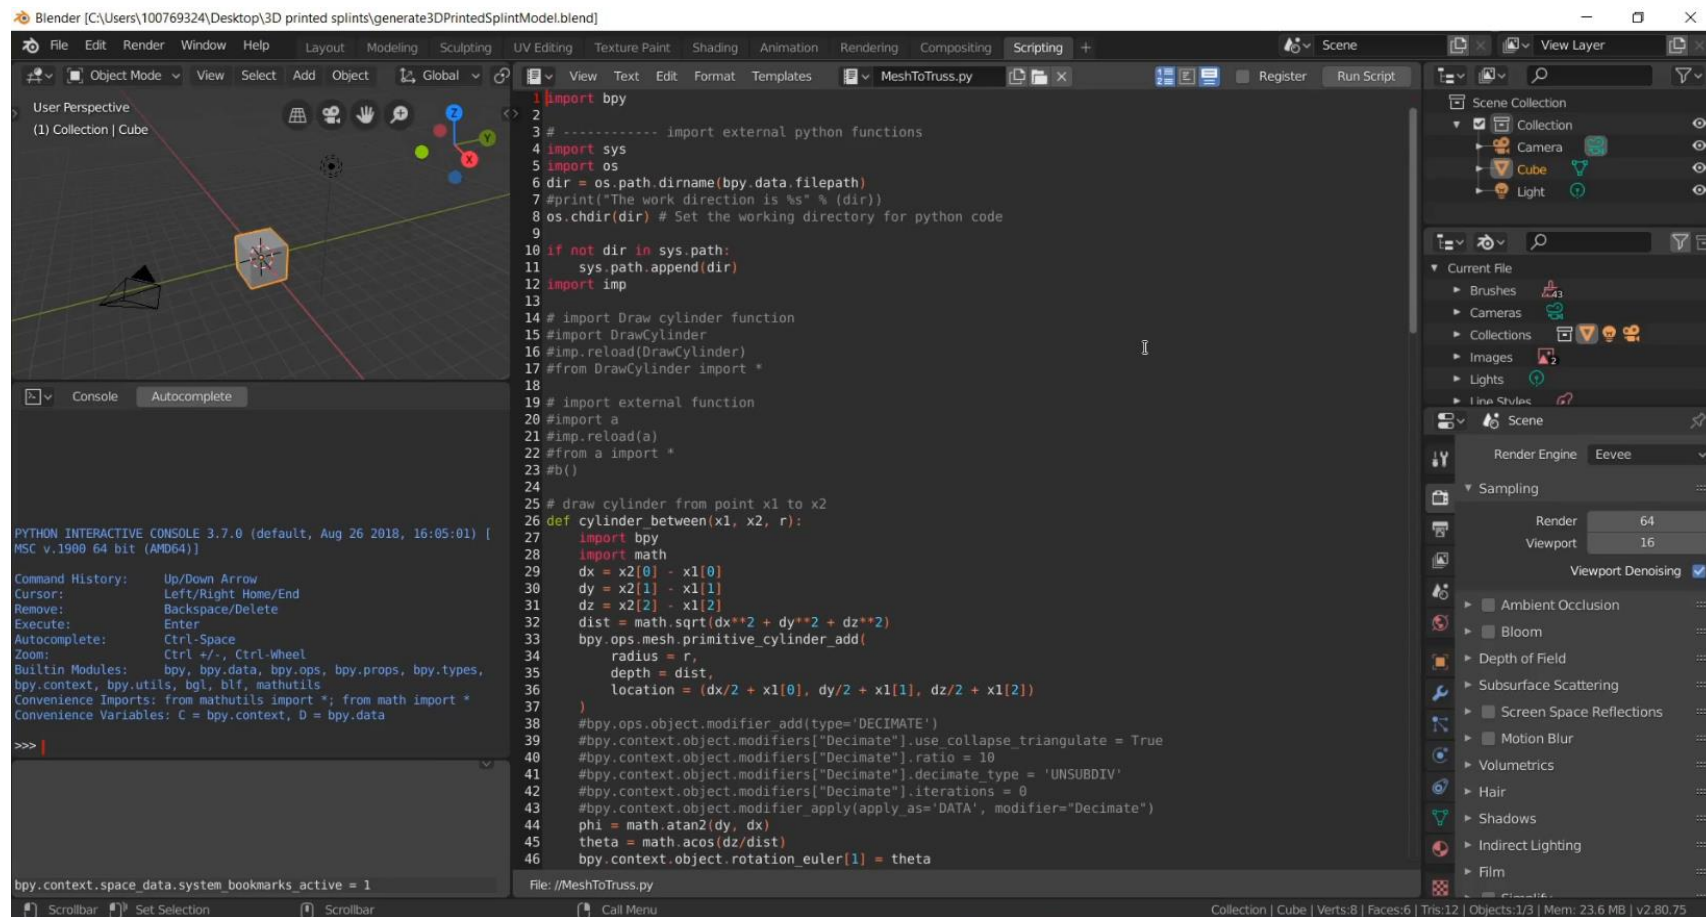 Blender [C:\Users\100769324\Desktop\3D printed splints\generate3DPrintedSplintModel.blend]
File Edit Render Window Help Layout Modeling Sculpting UV Editing Texture Paint Shading Animation Rendering Compositing Scripting + Scene View Layer
Object Mode View Select Add Object Global
User Perspective
(1) Collection | Cube
Z
Y
X
Console Autocomplete
PYTHON INTERACTIVE CONSOLE 3.7.0 (default, Aug 26 2018, 16:05:01) [
MSC v.1900 64 bit (AMD64)]
Command History: Up/Down Arrow
Cursor: Left/Right Home/End
Remove: Backspace/Delete
Execute: Enter
Autocomplete: Ctrl-Space
Zoom: Ctrl +/-, Ctrl-Wheel
Builtin Modules: bpy, bpy.data, bpy.ops, bpy.props, bpy.types,
bpy.context, bpy.utils, bgl, blf, mathutils
Convenience Imports: from mathutils import *; from math import *
Convenience Variables: C = bpy.context, D = bpy.data
>>>
bpy.context.space_data.system_bookmarks_active = 1
View Text Edit Format Templates MeshToTruss.py Register Run Script
1 import bpy
2
3 # ------------ import external python functions
4 import sys
5 import os
6 dir = os.path.dirname(bpy.data.filepath)
7 #print("The work direction is %s" % (dir))
8 os.chdir(dir) # Set the working directory for python code
9
10 if not dir in sys.path:
11     sys.path.append(dir)
12 import imp
13
14 # import Draw cylinder function
15 #import DrawCylinder
16 #imp.reload(DrawCylinder)
17 #from DrawCylinder import *
18
19 # import external function
20 #import a
21 #imp.reload(a)
22 #from a import *
23 #b()
24
25 # draw cylinder from point x1 to x2
26 def cylinder_between(x1, x2, r):
27     import bpy
28     import math
29     dx = x2[0] - x1[0]
30     dy = x2[1] - x1[1]
31     dz = x2[2] - x1[2]
32     dist = math.sqrt(dx**2 + dy**2 + dz**2)
33     bpy.ops.mesh.primitive_cylinder_add(
34         radius = r,
35         depth = dist,
36         location = (dx/2 + x1[0], dy/2 + x1[1], dz/2 + x1[2])
37     )
38     #bpy.ops.object.modifier_add(type='DECIMATE')
39     #bpy.context.object.modifiers["Decimate"].use_collapse_triangulate = True
40     #bpy.context.object.modifiers["Decimate"].ratio = 10
41     #bpy.context.object.modifiers["Decimate"].decimate_type = 'UNSUBDIV'
42     #bpy.context.object.modifiers["Decimate"].iterations = 0
43     #bpy.context.object.modifier_apply(apply_as='DATA', modifier="Decimate")
44     phi = math.atan2(dy, dx)
45     theta = math.acos(dz/dist)
46     bpy.context.object.rotation_euler[1] = theta
File: //MeshToTruss.py
Scene Collection
Collection
Camera
Cube
Light
Current File
Brushes 43
Cameras
Collections
Images 2
Lights
Line Styles
Scene
Render Engine Eevee
Sampling
Render 64
Viewport 16
Viewport Denoising
Ambient Occlusion
Bloom
Depth of Field
Subsurface Scattering
Screen Space Reflections
Motion Blur
Volumetrics
Hair
Shadows
Indirect Lighting
Film
Scrollbar Set Selection Scrollbar Call Menu Collection | Cube | Verts:8 | Faces:6 | Tris:12 | Objects:1/3 | Mem: 23.6 MB | v2.80.75